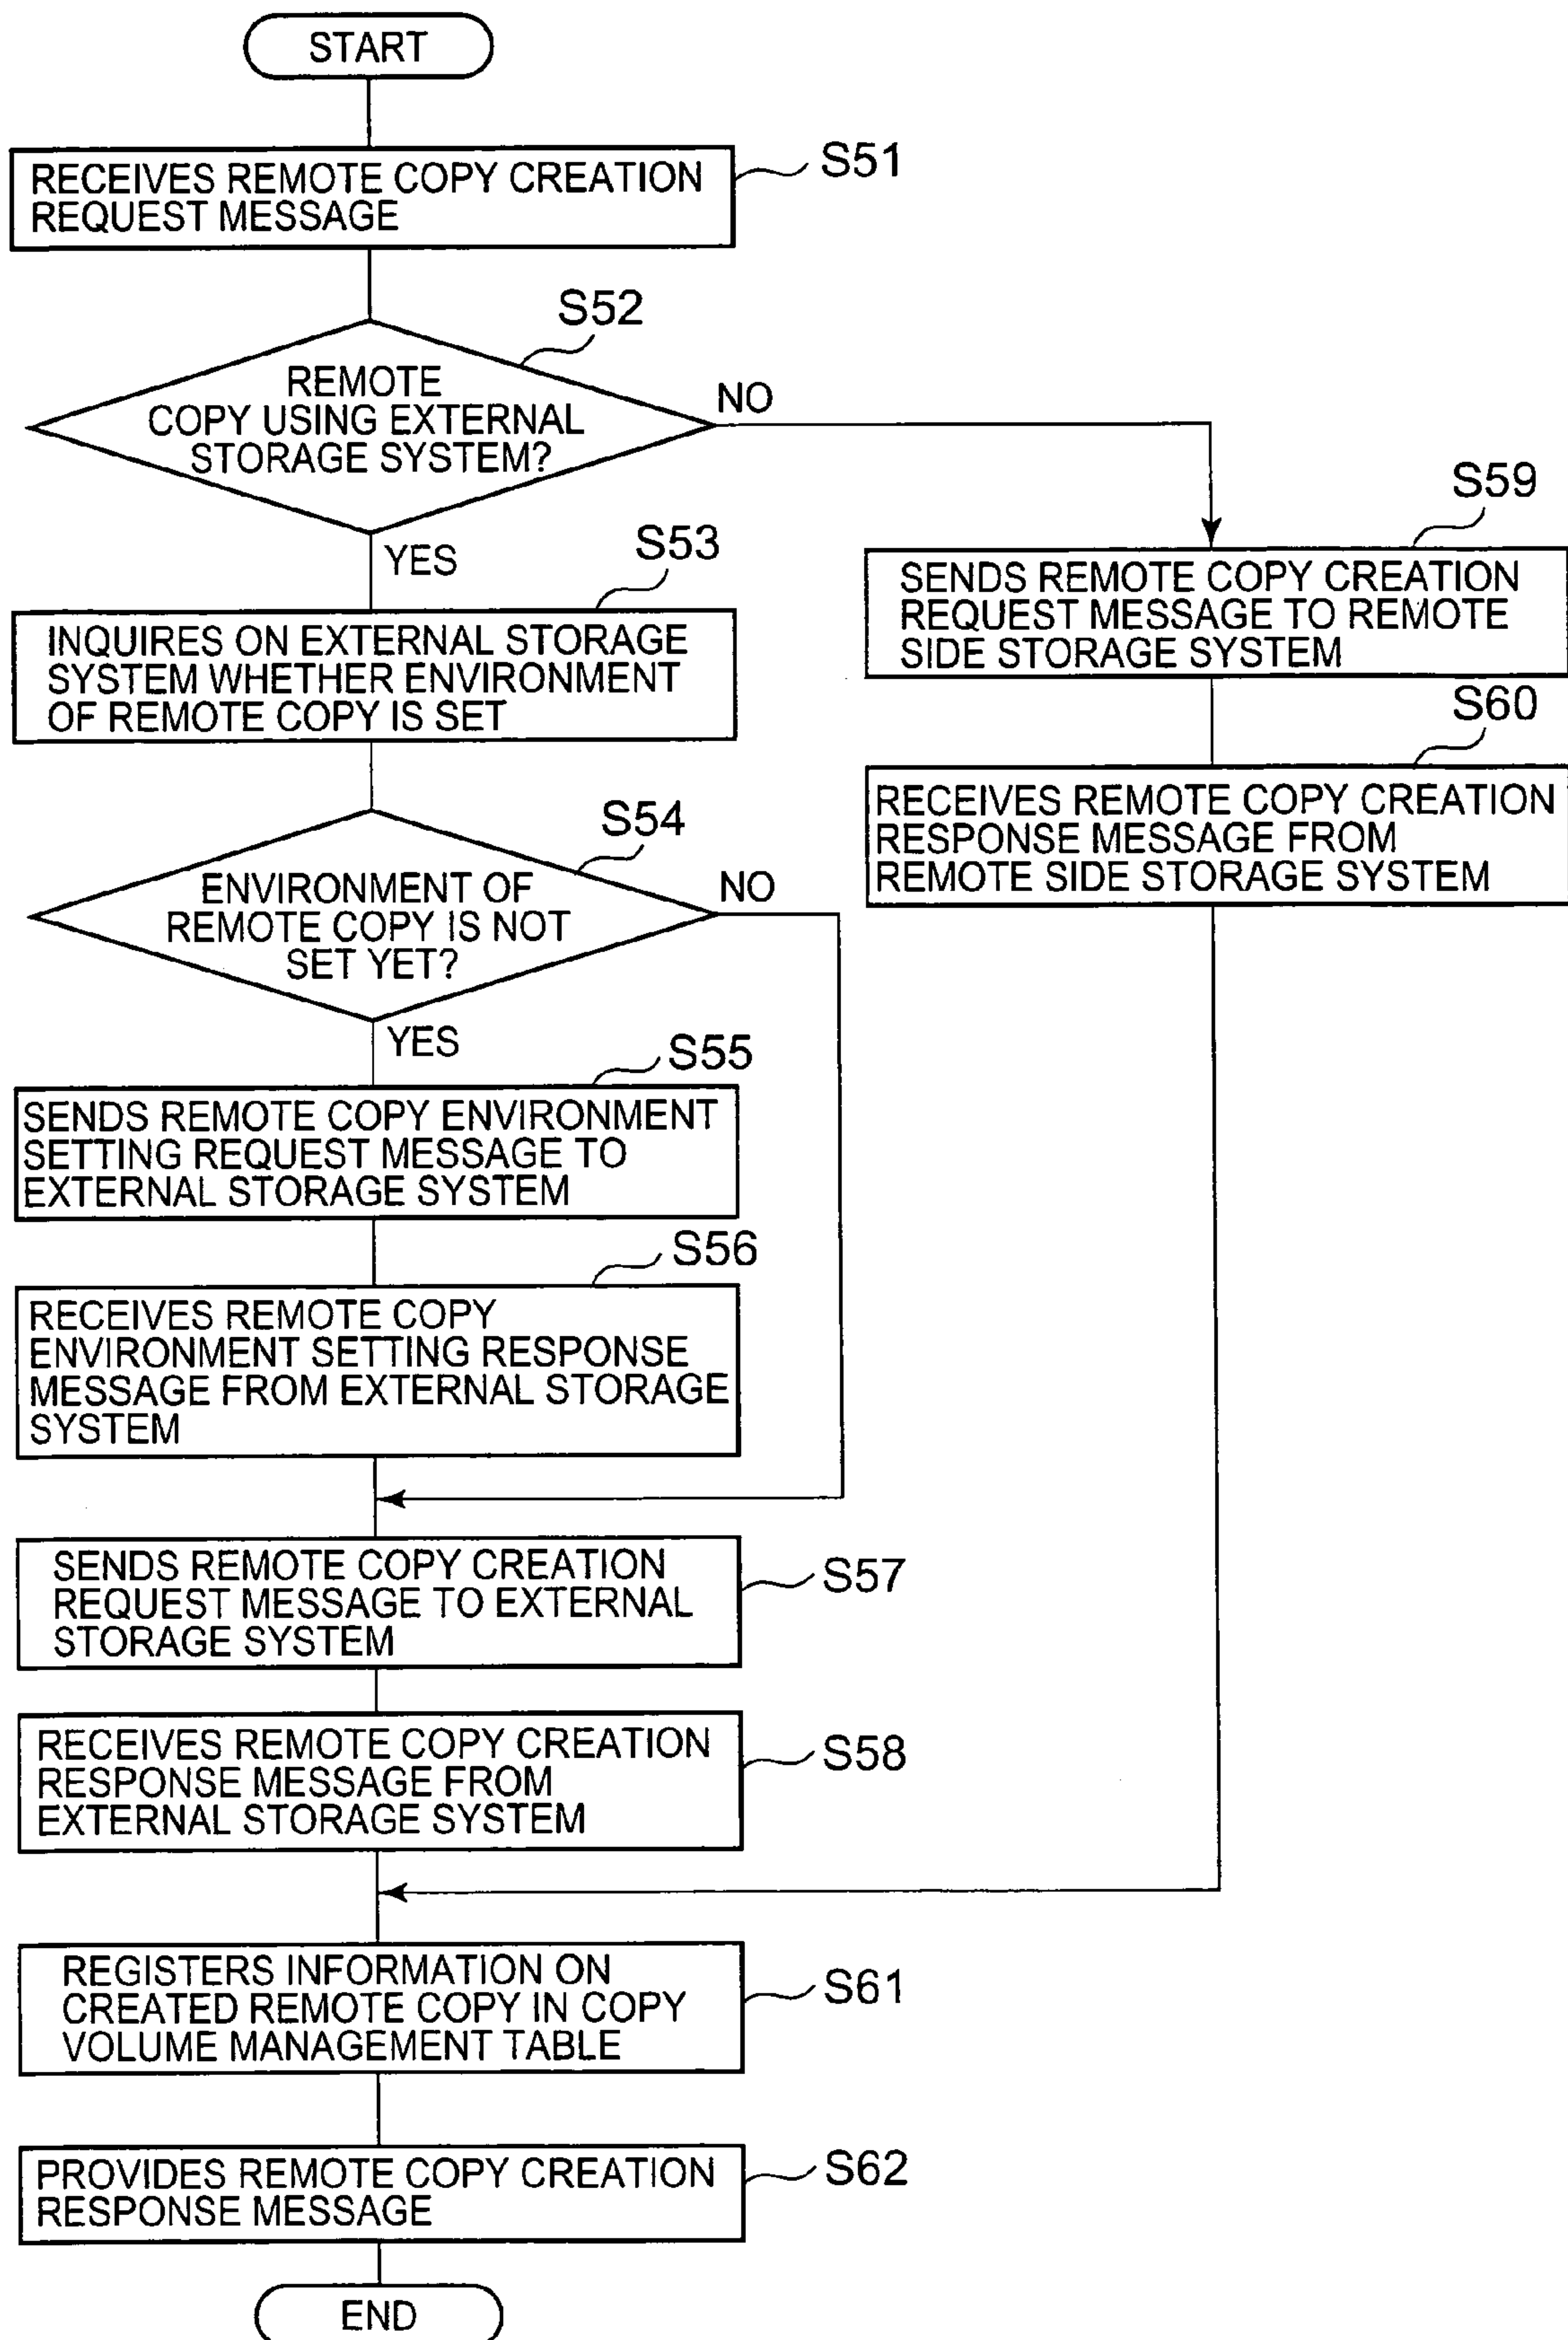 START
RECEIVES REMOTE COPY CREATION
REQUEST MESSAGE
S51
S52
REMOTE
COPY USING EXTERNAL
STORAGE SYSTEM?
NO
YES
S53
INQUIRES ON EXTERNAL STORAGE
SYSTEM WHETHER ENVIRONMENT
OF REMOTE COPY IS SET
S59
SENDS REMOTE COPY CREATION
REQUEST MESSAGE TO REMOTE
SIDE STORAGE SYSTEM
S60
RECEIVES REMOTE COPY CREATION
RESPONSE MESSAGE FROM
REMOTE SIDE STORAGE SYSTEM
S54
ENVIRONMENT OF
REMOTE COPY IS NOT
SET YET?
NO
YES
S55
SENDS REMOTE COPY ENVIRONMENT
SETTING REQUEST MESSAGE TO
EXTERNAL STORAGE SYSTEM
S56
RECEIVES REMOTE COPY
ENVIRONMENT SETTING RESPONSE
MESSAGE FROM EXTERNAL STORAGE
SYSTEM
SENDS REMOTE COPY CREATION
REQUEST MESSAGE TO EXTERNAL
STORAGE SYSTEM
S57
RECEIVES REMOTE COPY CREATION
RESPONSE MESSAGE FROM
EXTERNAL STORAGE SYSTEM
S58
REGISTERS INFORMATION ON
CREATED REMOTE COPY IN COPY
VOLUME MANAGEMENT TABLE
S61
PROVIDES REMOTE COPY CREATION
RESPONSE MESSAGE
S62
END